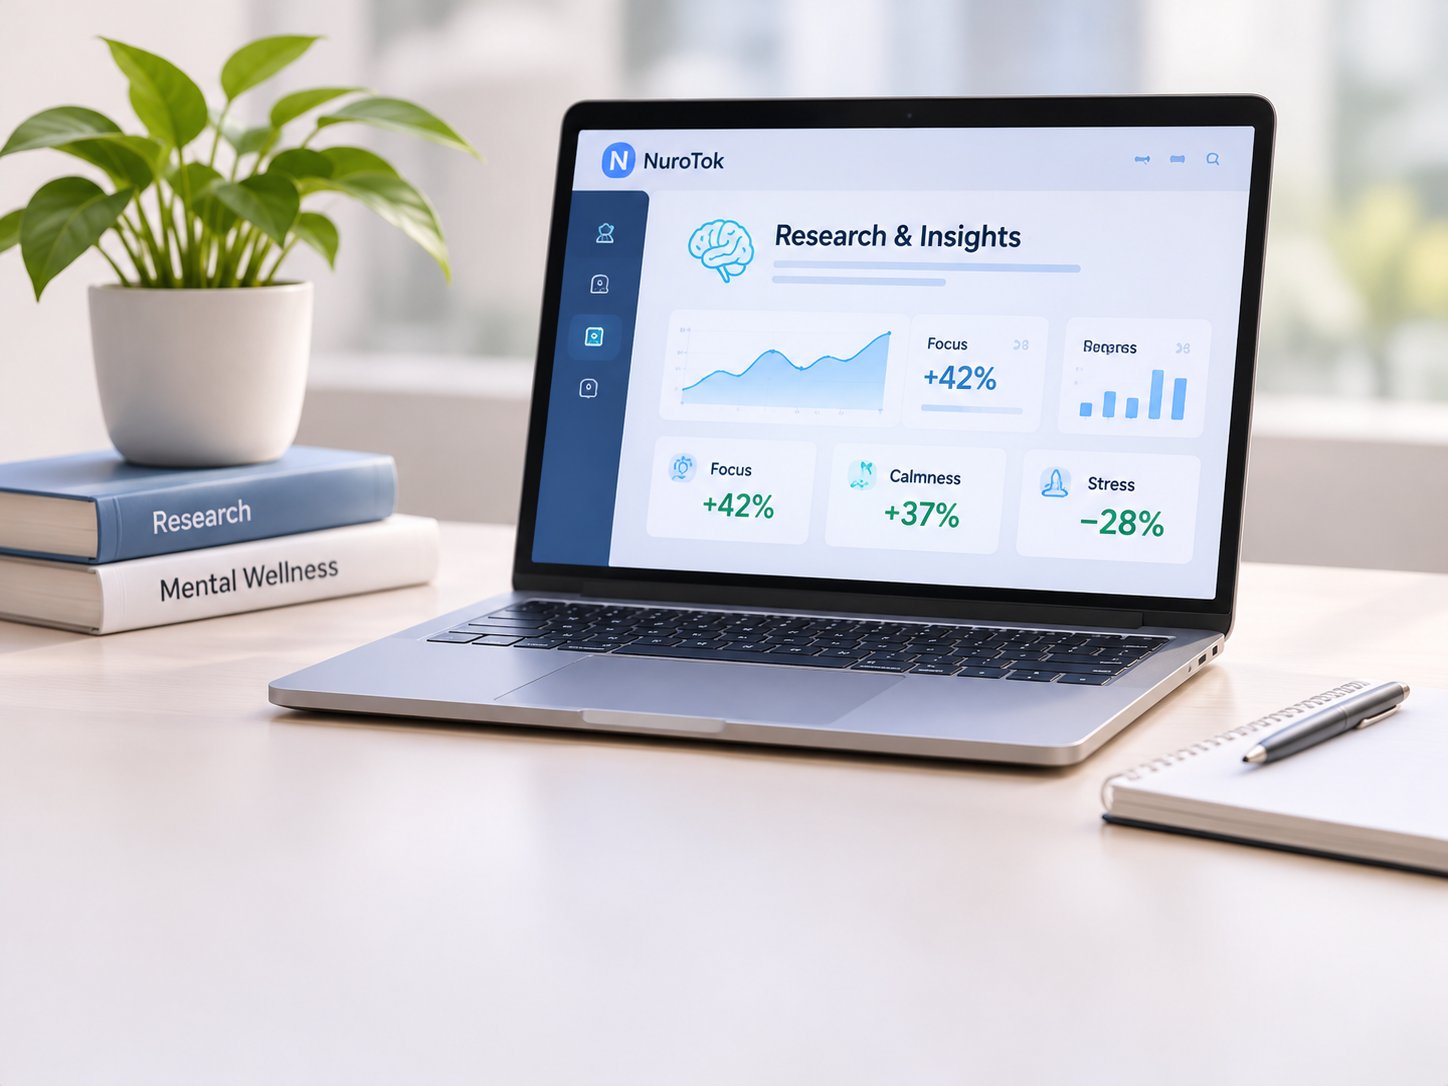 N NuroTok
Research & Insights
Focus
+42%
Focus
+42%
Calmness
+37%
Stress
−28%
Research
Mental Wellness